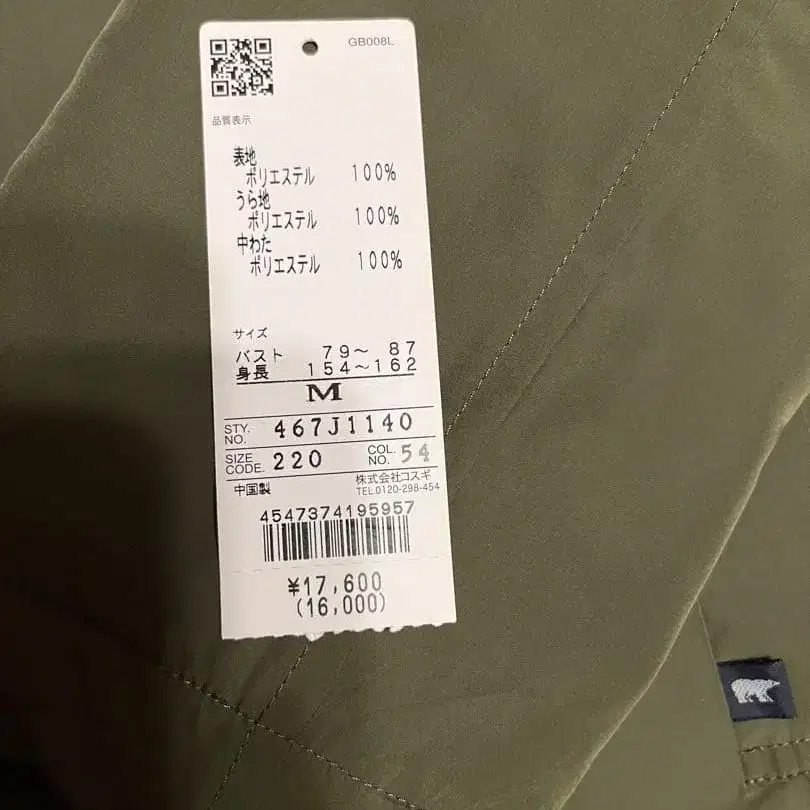 GB008L
品質表示
表地
ポリエステル 100%
うら地
ポリエステル 100%
中わた
ポリエステル 100%
サイズ
バスト 79～ 87
身長 154～162
M
STY. NO. 467J1140
SIZE CODE. 220 COL. NO. 54
中国製 株式会社コスギ
TEL.0120-298-454
4547374195957
¥17,600
(16,000)